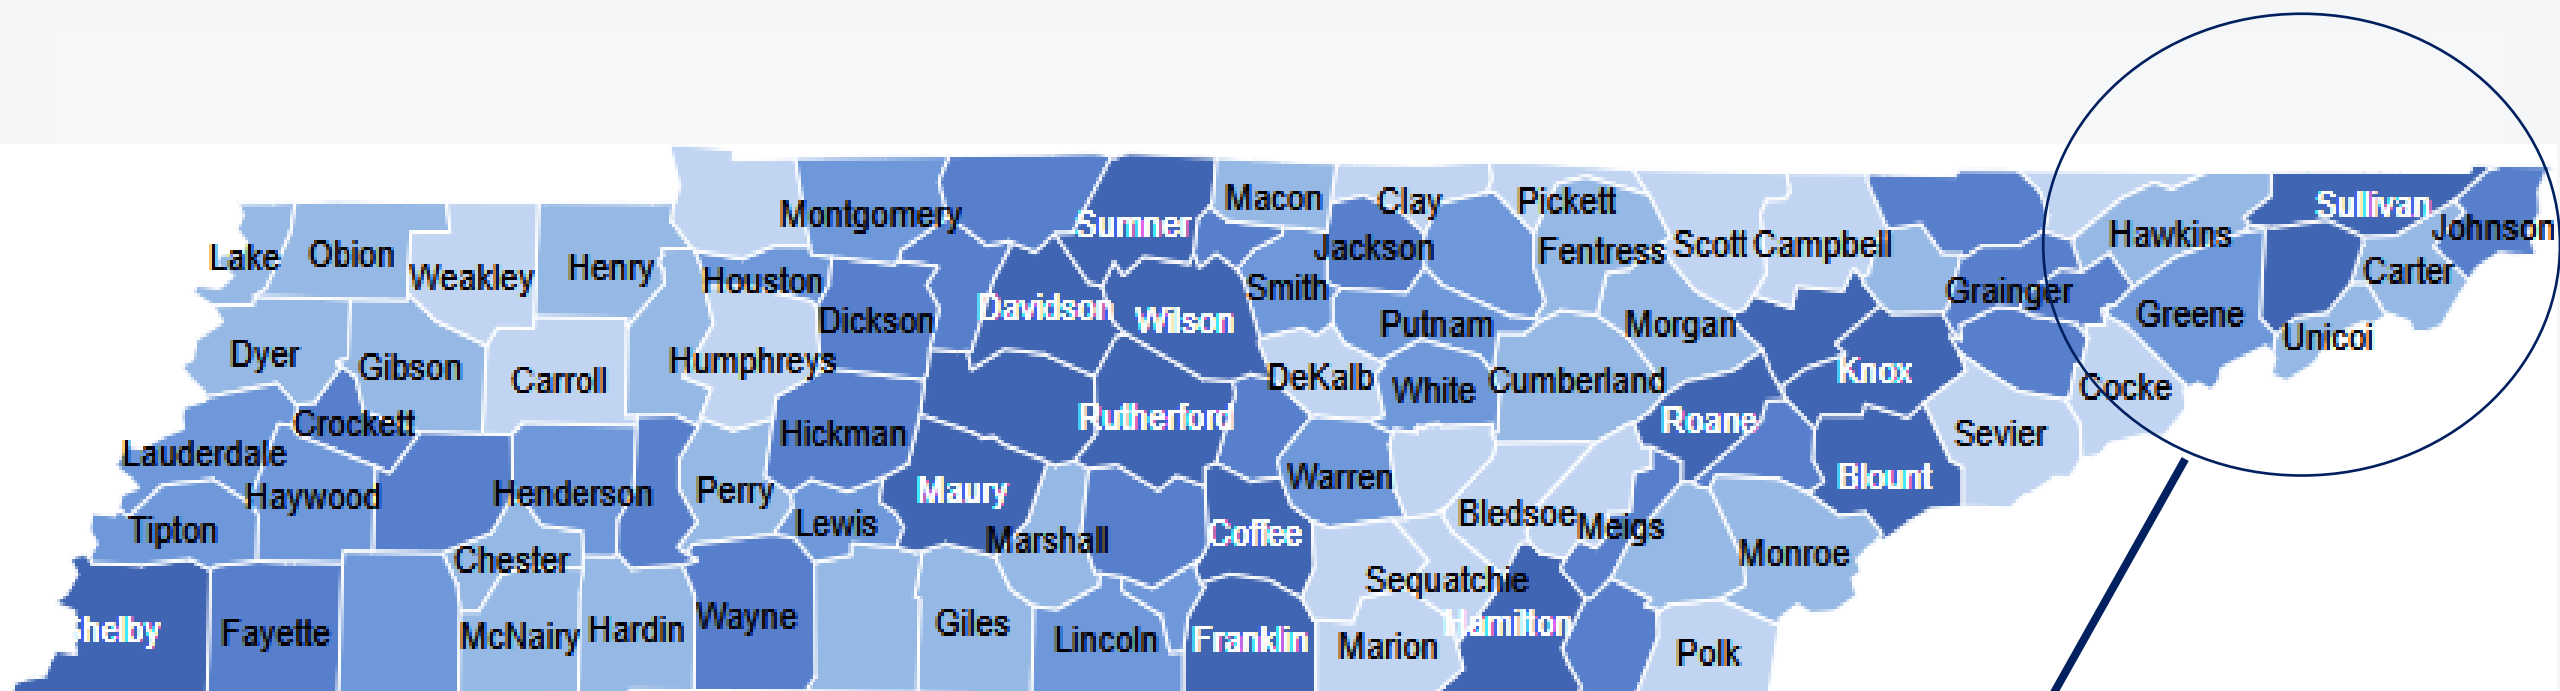 Macon
Clay
Pickett
Sullivan
Montgomery
Sumner
Hawkins
Johnson
Lake
Obion
Weakley
Henry
Jackson
Fentress
Scott
Campbell
Carter
Houston
Smith
Grainger
Dickson
Davidson
Wilson
Putnam
Morgan
Greene
Unicoi
Dyer
Gibson
Carroll
Humphreys
DeKalb
White
Cumberland
Knox
Cocke
Crockett
Hickman
Rutherford
Roane
Sevier
Lauderdale
Haywood
Henderson
Perry
Maury
Warren
Blount
Tipton
Lewis
Marshall
Coffee
Bledsoe
Meigs
Monroe
Chester
Sequatchie
Shelby
Fayette
McNairy
Hardin
Wayne
Giles
Lincoln
Franklin
Marion
Hamilton
Polk